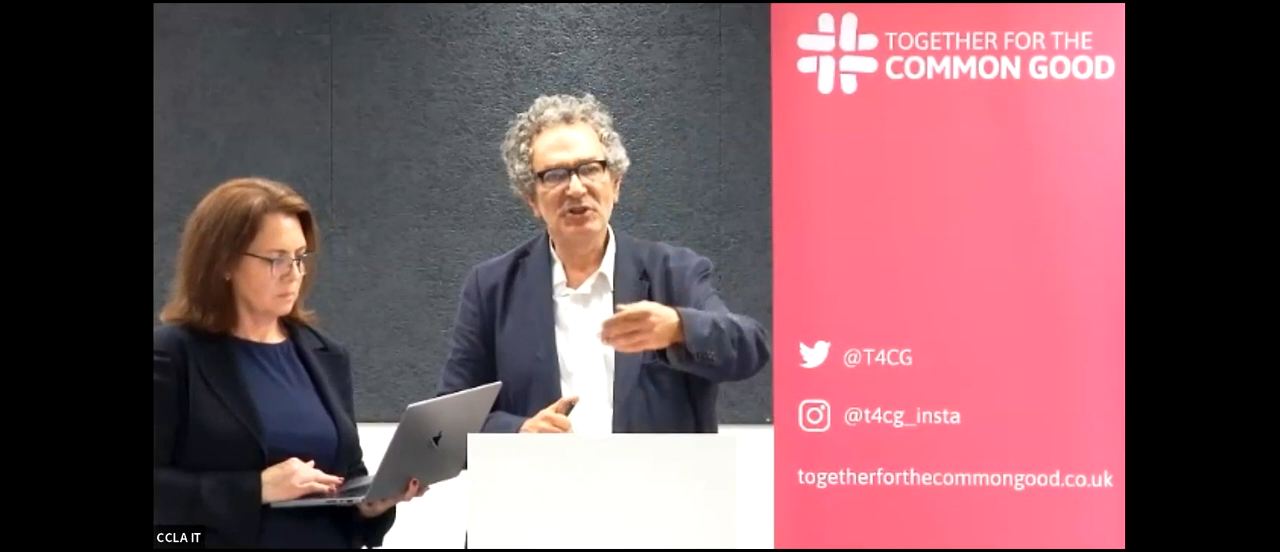 TOGETHER FOR THE
COMMON GOOD
@T4CG
@t4cg_insta
togetherforthecommongood.co.uk
CCLA IT